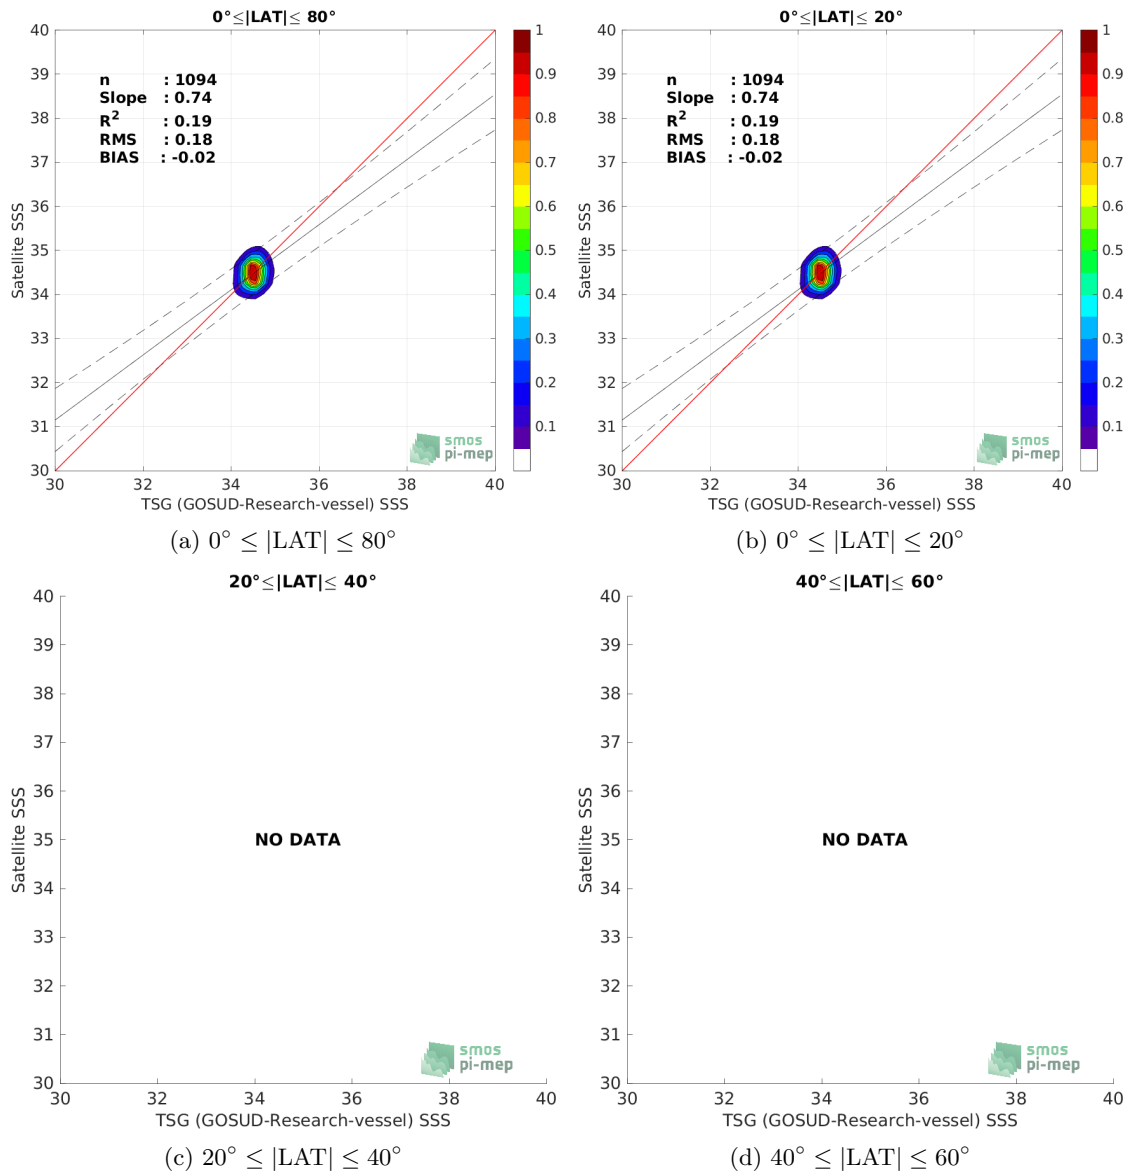 0°≤|LAT|≤ 80°
40
39
38
37
36
35
34
33
32
31
30
Satellite SSS
n : 1094
Slope : 0.74
R² : 0.19
RMS : 0.18
BIAS : -0.02
smos
pi-mep
30 32 34 36 38 40
TSG (GOSUD-Research-vessel) SSS
1
0.9
0.8
0.7
0.6
0.5
0.4
0.3
0.2
0.1
(a) 0° ≤ |LAT| ≤ 80°
0°≤|LAT|≤ 20°
40
39
38
37
36
35
34
33
32
31
30
Satellite SSS
n : 1094
Slope : 0.74
R² : 0.19
RMS : 0.18
BIAS : -0.02
smos
pi-mep
30 32 34 36 38 40
TSG (GOSUD-Research-vessel) SSS
1
0.9
0.8
0.7
0.6
0.5
0.4
0.3
0.2
0.1
(b) 0° ≤ |LAT| ≤ 20°
20°≤|LAT|≤ 40°
40
39
38
37
36
35
34
33
32
31
30
Satellite SSS
NO DATA
smos
pi-mep
30 32 34 36 38 40
TSG (GOSUD-Research-vessel) SSS
(c) 20° ≤ |LAT| ≤ 40°
40°≤|LAT|≤ 60°
40
39
38
37
36
35
34
33
32
31
30
Satellite SSS
NO DATA
smos
pi-mep
30 32 34 36 38 40
TSG (GOSUD-Research-vessel) SSS
(d) 40° ≤ |LAT| ≤ 60°